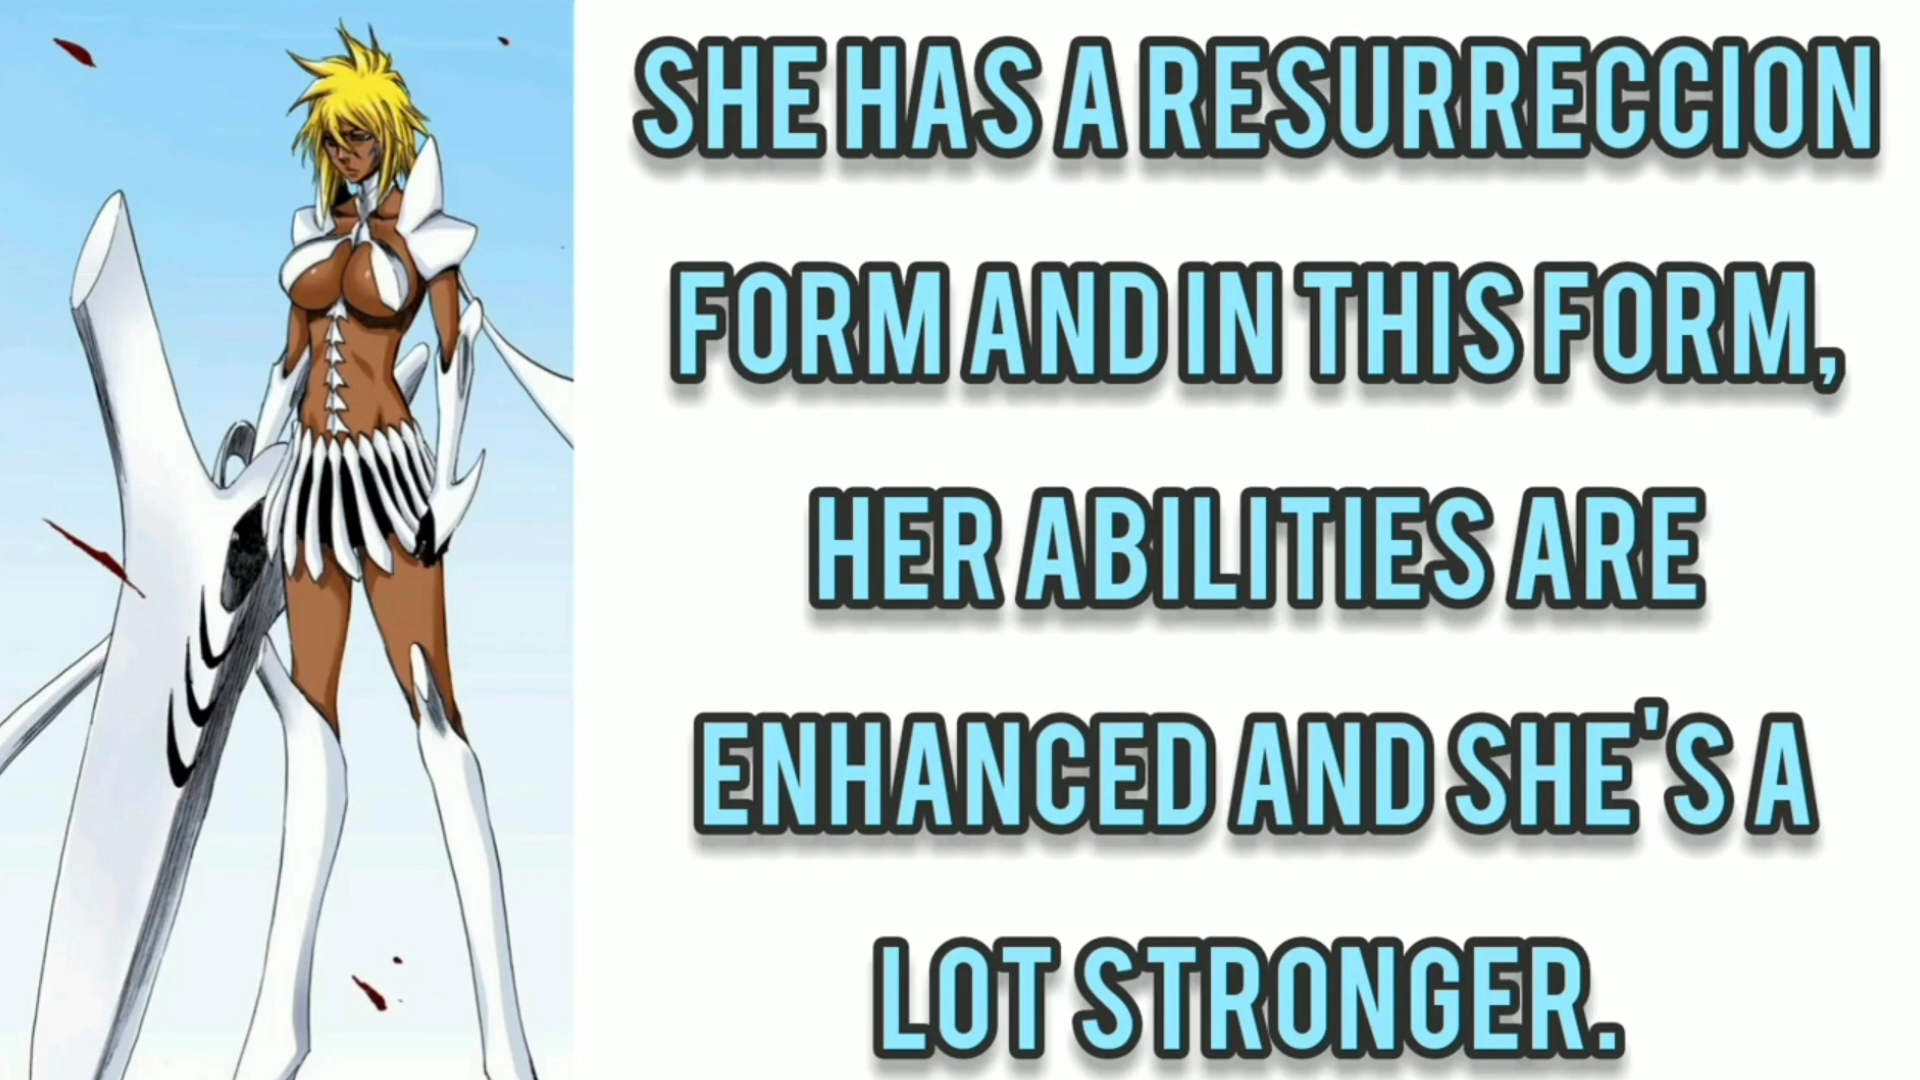 SHE HAS A RESURRECCION
FORM AND IN THIS FORM,
HER ABILITIES ARE
ENHANCED AND SHE'S A
LOT STRONGER.